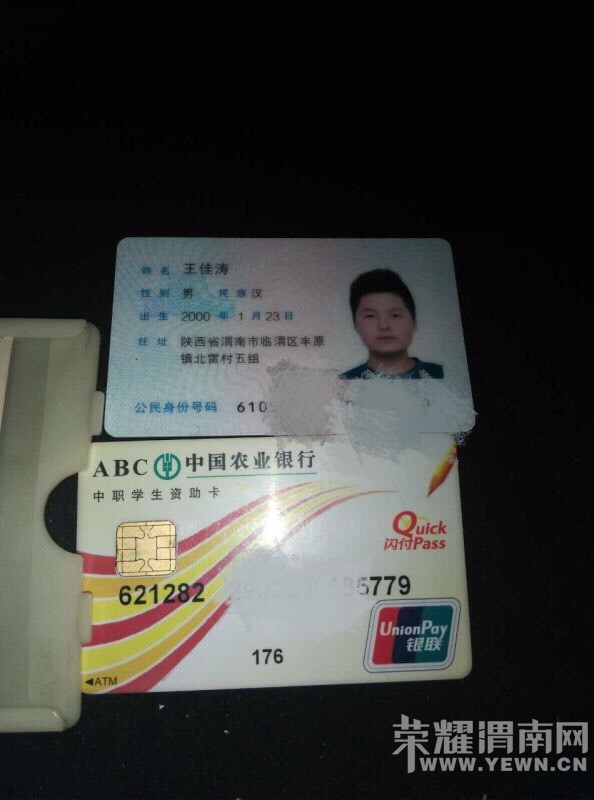 姓名 王佳涛
性别 男 民族 汉
出生 2000 年 1 月 23 日
住址 陕西省渭南市临渭区丰原
镇北雷村五组
公民身份号码 610
ABC 中国农业银行
中职学生资助卡
Quick
闪付Pass
621282 5779
UnionPay
银联
176
◀ATM
荣耀渭南网
WWW.YEWN.CN